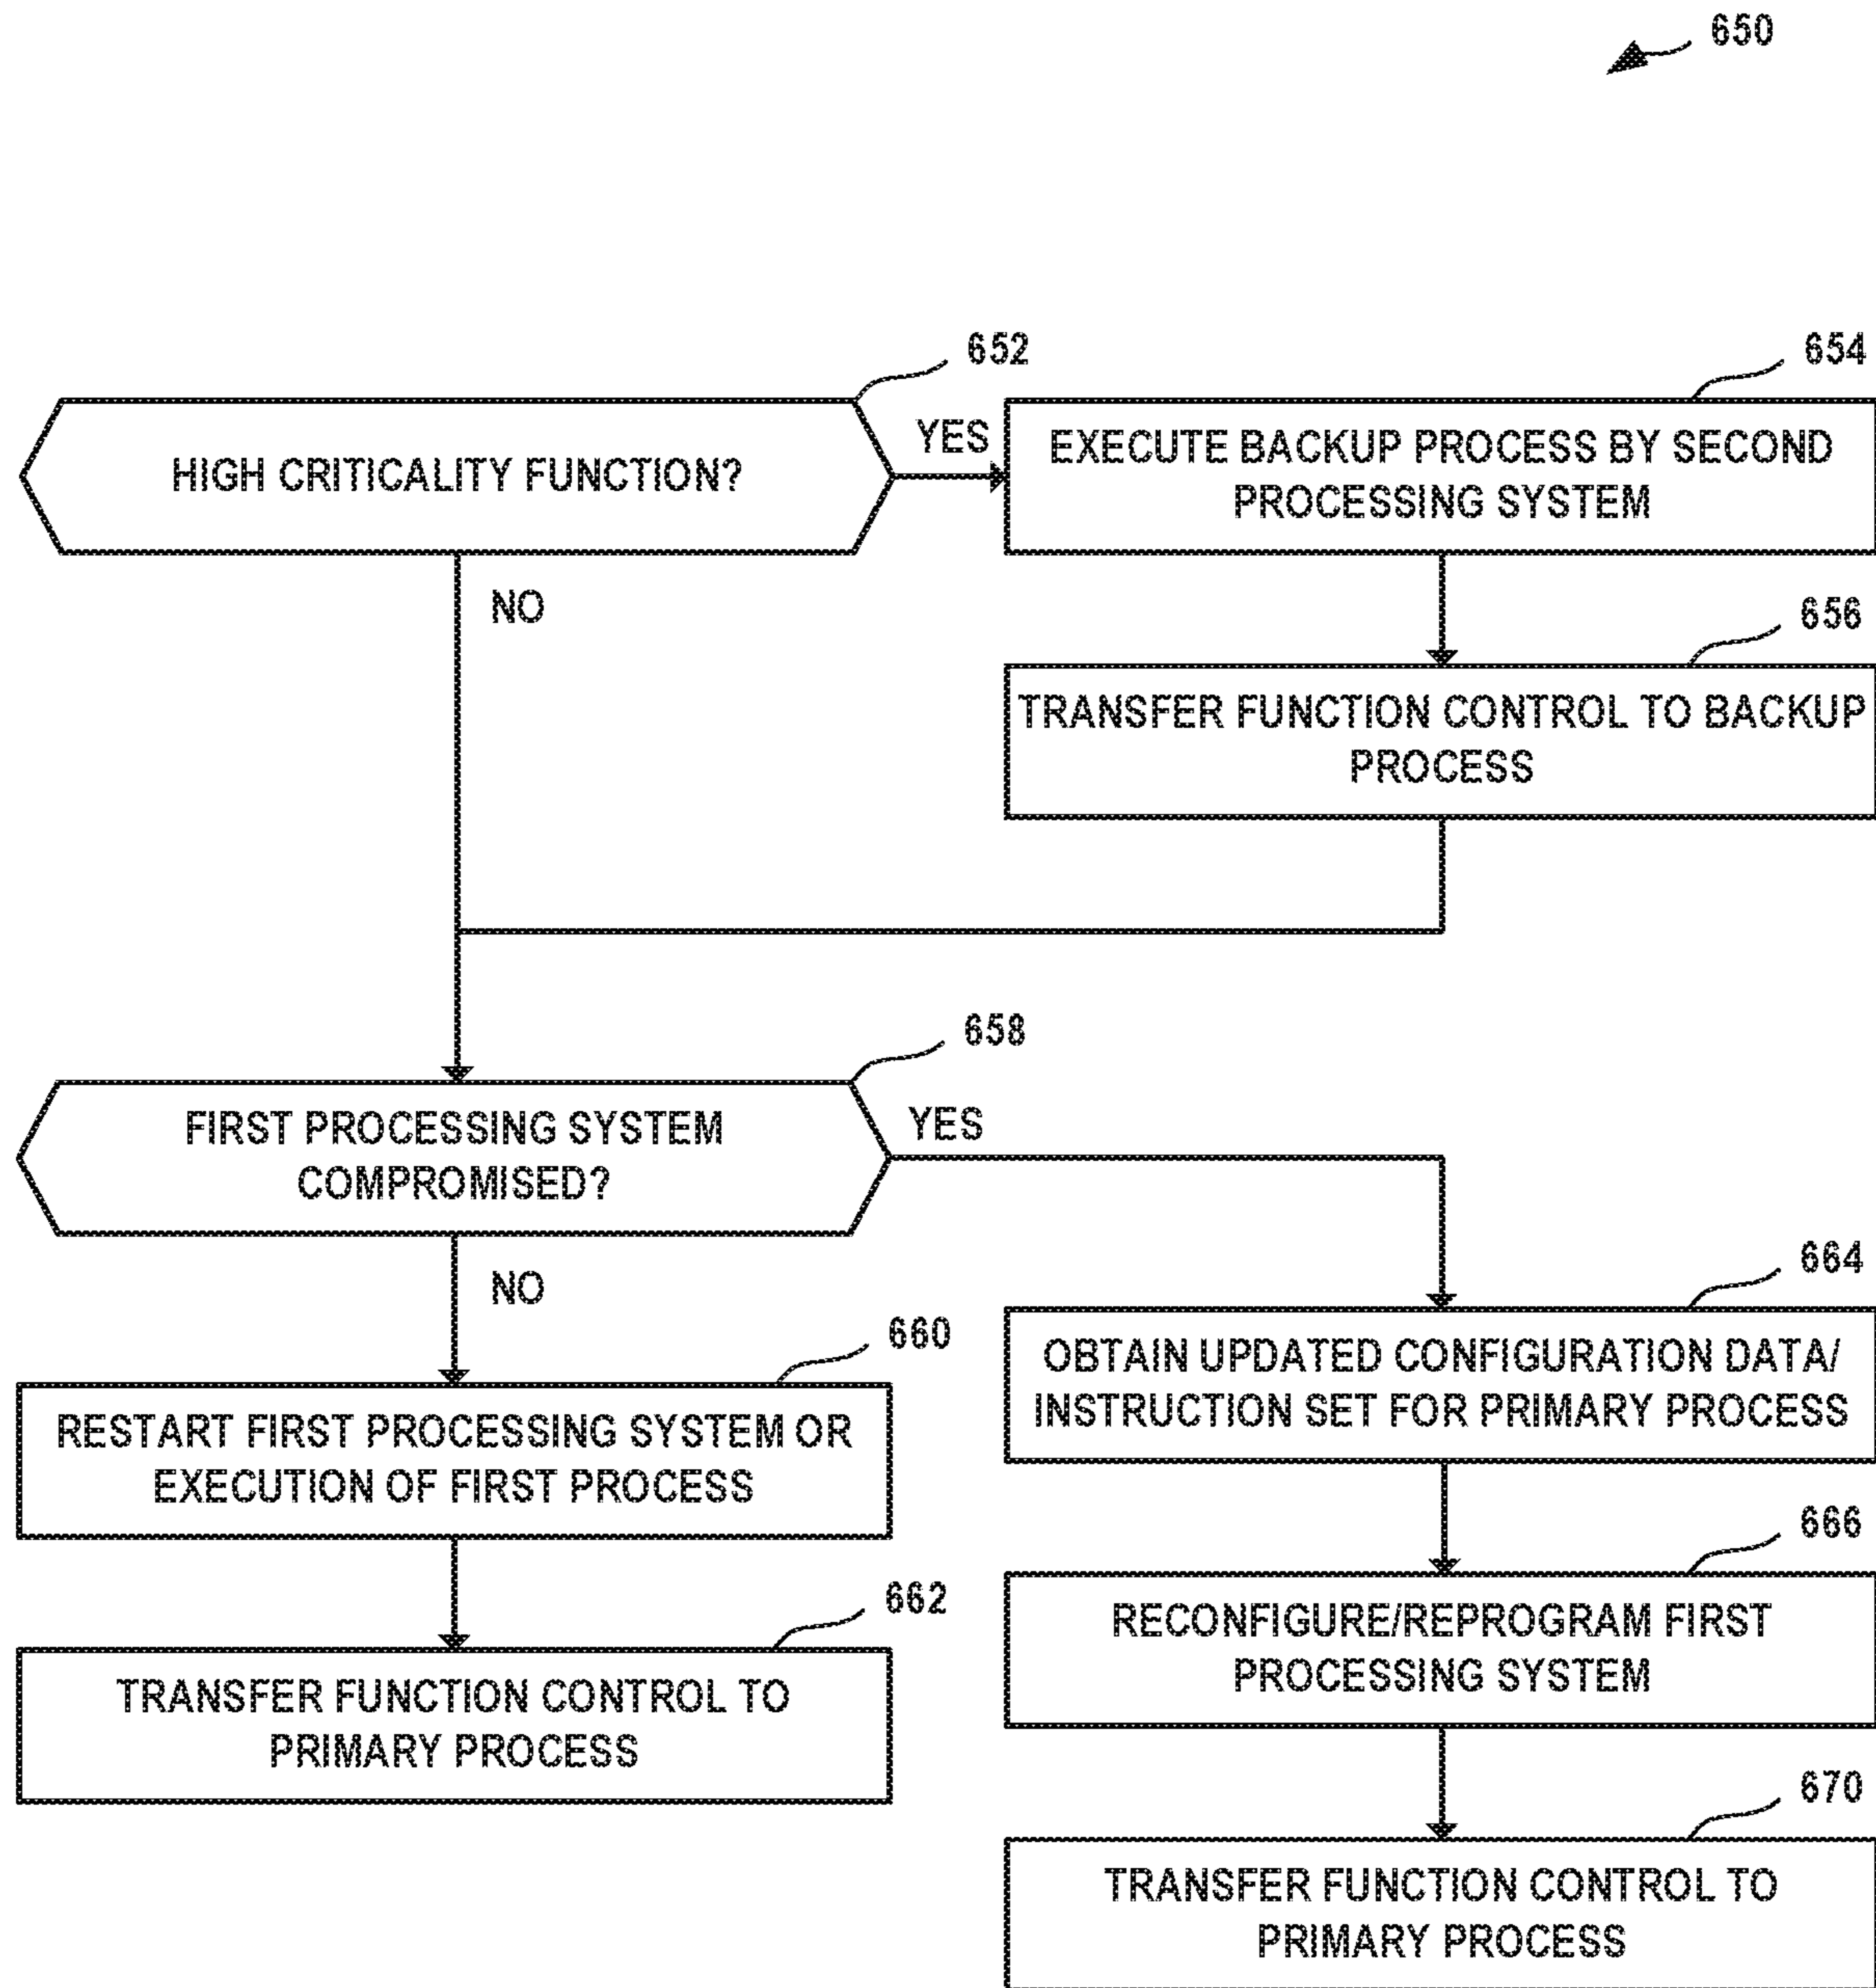 650
652
HIGH CRITICALITY FUNCTION?
YES
654
EXECUTE BACKUP PROCESS BY SECOND
PROCESSING SYSTEM
NO
656
TRANSFER FUNCTION CONTROL TO BACKUP
PROCESS
658
FIRST PROCESSING SYSTEM
COMPROMISED?
YES
NO
660
RESTART FIRST PROCESSING SYSTEM OR
EXECUTION OF FIRST PROCESS
662
TRANSFER FUNCTION CONTROL TO
PRIMARY PROCESS
664
OBTAIN UPDATED CONFIGURATION DATA/
INSTRUCTION SET FOR PRIMARY PROCESS
666
RECONFIGURE/REPROGRAM FIRST
PROCESSING SYSTEM
670
TRANSFER FUNCTION CONTROL TO
PRIMARY PROCESS